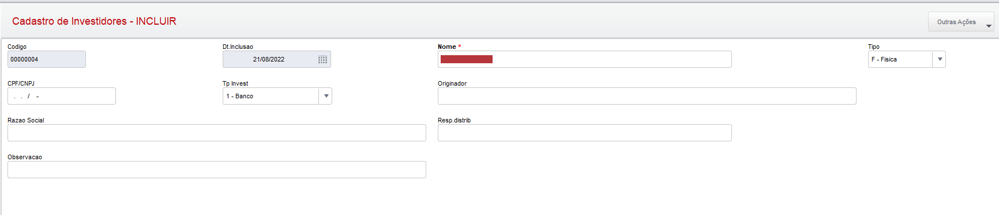 Cadastro de Investidores - INCLUIR
Outras Ações
Codigo
Dt.Inclusao
Nome *
Tipo
00000004
21/08/2022
F - Fisica
CPF/CNPJ
Tp Invest
Originador
. . / -
1 - Banco
Razao Social
Resp.distrib
Observacao